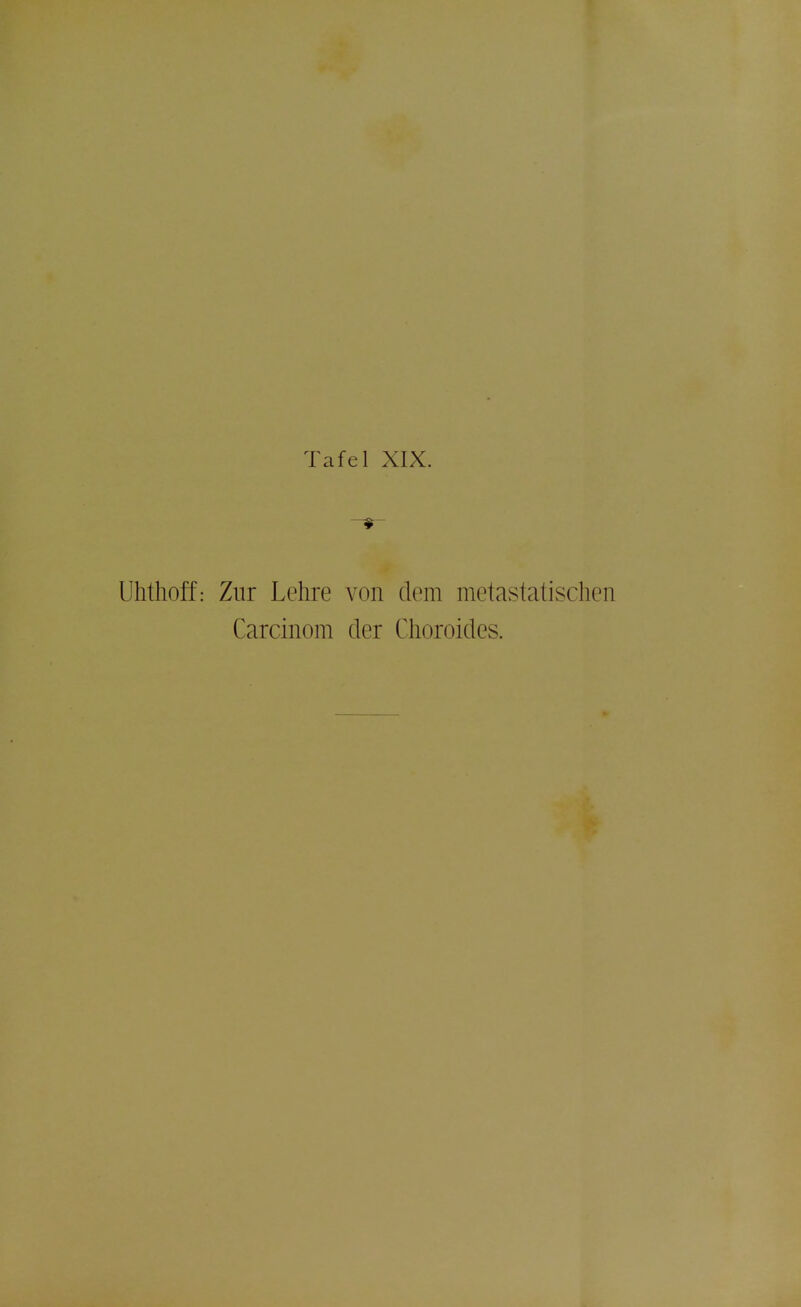 Tafel XIX.
Uhthoff: Zur Lehre von dem metastatischen
Carcinom der Choroides.